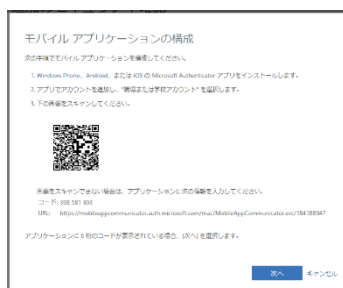 モバイル アプリケーションの構成
次の手順でモバイル アプリケーションを構成してください。
1. Windows Phone、Android、または iOS の Microsoft Authenticator アプリをインストールします。
2. アプリでアカウントを追加し、"職場または学校アカウント" を選択します。
3. 下の画像をスキャンしてください。
画像をスキャンできない場合は、アプリケーションに次の情報を入力してください。
コード: 398 581 303
URL: https://mobileappcommunicator.auth.microsoft.com/mac/MobileAppCommunicator.svc/184188947
アプリケーションに 6 桁のコードが表示されている場合、[次へ] を選択します。
次へ キャンセル